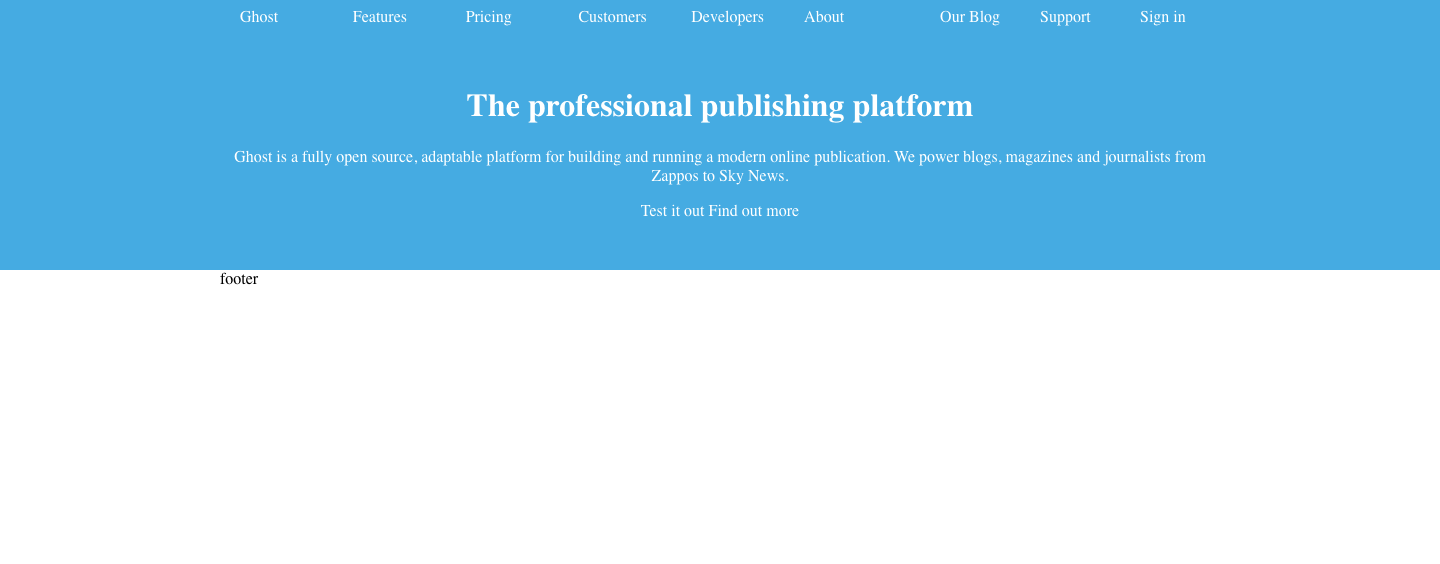 Ghost Features Pricing Customers Developers About Our Blog Support Sign in
The professional publishing platform
Ghost is a fully open source, adaptable platform for building and running a modern online publication. We power blogs, magazines and journalists from
Zappos to Sky News.
Test it out Find out more
footer